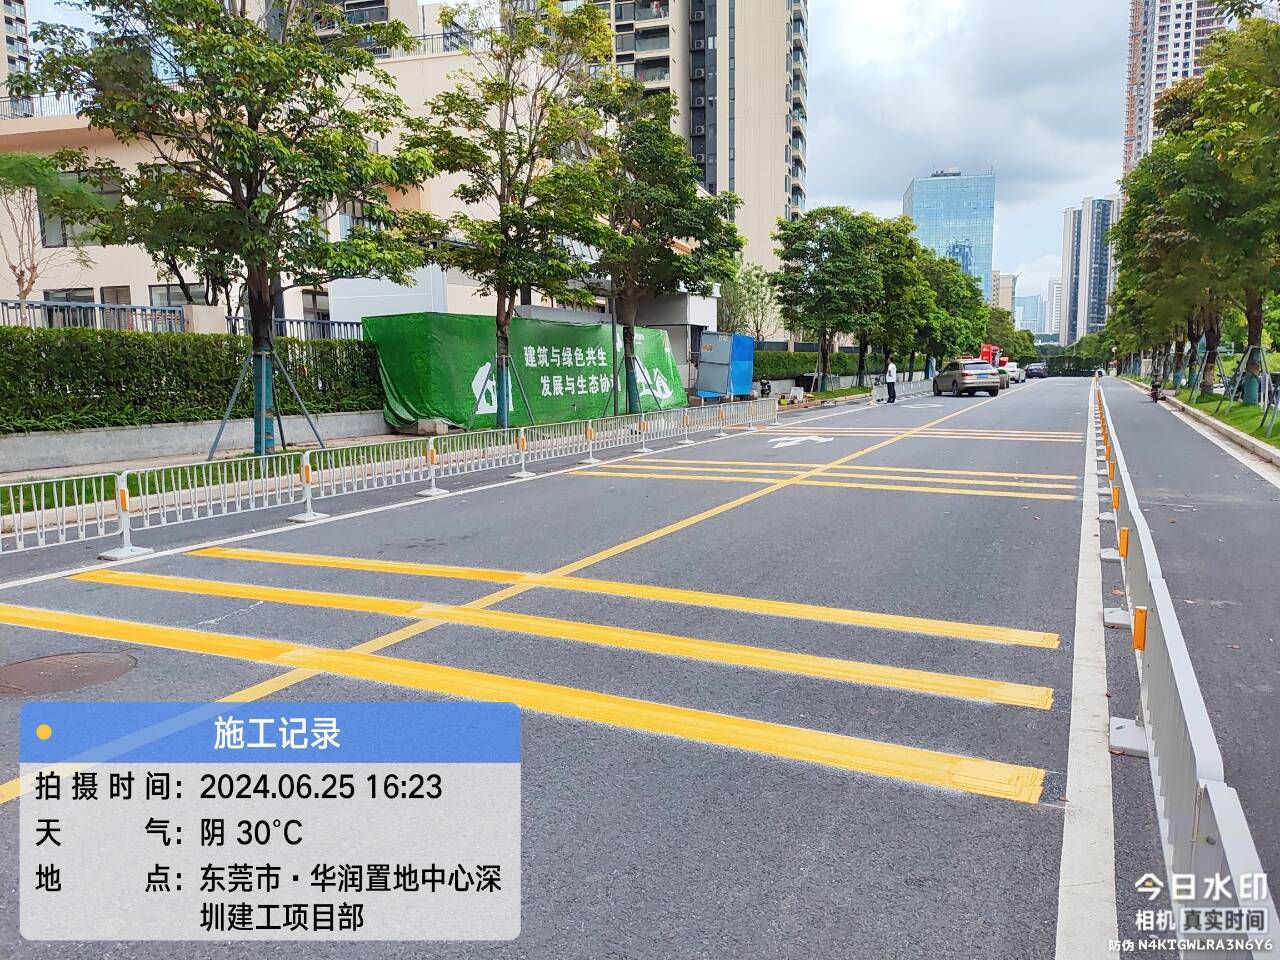 建筑与绿色共生
发展与生态协
施工记录
拍摄时间：2024.06.25 16:23
天气：阴 30°C
地点：东莞市·华润置地中心深
圳建工项目部
今日水印
相机 真实时间
防伪 N4KTGWLRA3N6Y6